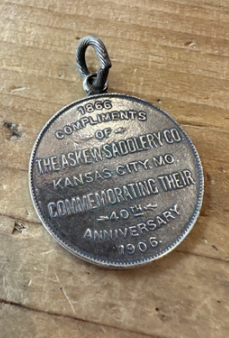 1866
COMPLIMENTS
OF
THE ASKEW SADDLERY CO
KANSAS CITY, MO.
COMMEMORATING THEIR
40TH
ANNIVERSARY
1906.